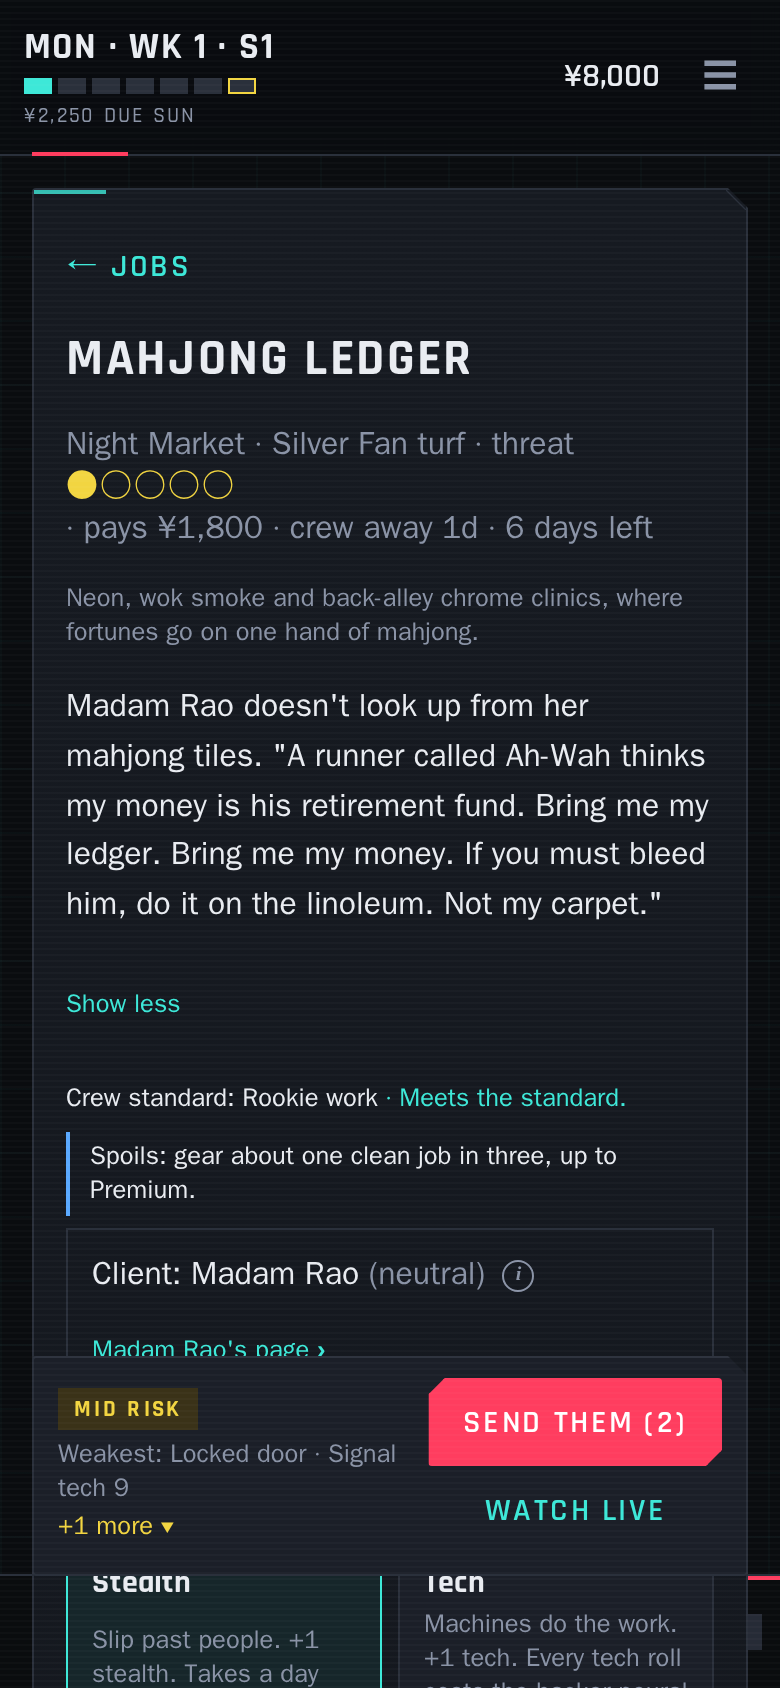 MON · WK 1 · S1
¥8,000
¥2,250 DUE SUN
← JOBS
MAHJONG LEDGER
Night Market · Silver Fan turf · threat
· pays ¥1,800 · crew away 1d · 6 days left
Neon, wok smoke and back-alley chrome clinics, where
fortunes go on one hand of mahjong.
Madam Rao doesn't look up from her
mahjong tiles. "A runner called Ah-Wah thinks
my money is his retirement fund. Bring me my
ledger. Bring me my money. If you must bleed
him, do it on the linoleum. Not my carpet."
Show less
Crew standard: Rookie work · Meets the standard.
Spoils: gear about one clean job in three, up to
Premium.
Client: Madam Rao (neutral) i
Madam Rao's page ›
MID RISK
Weakest: Locked door · Signal
tech 9
+1 more ▾
SEND THEM (2)
WATCH LIVE
Stealth
Slip past people. +1
stealth. Takes a day
Tech
Machines do the work.
+1 tech. Every tech roll